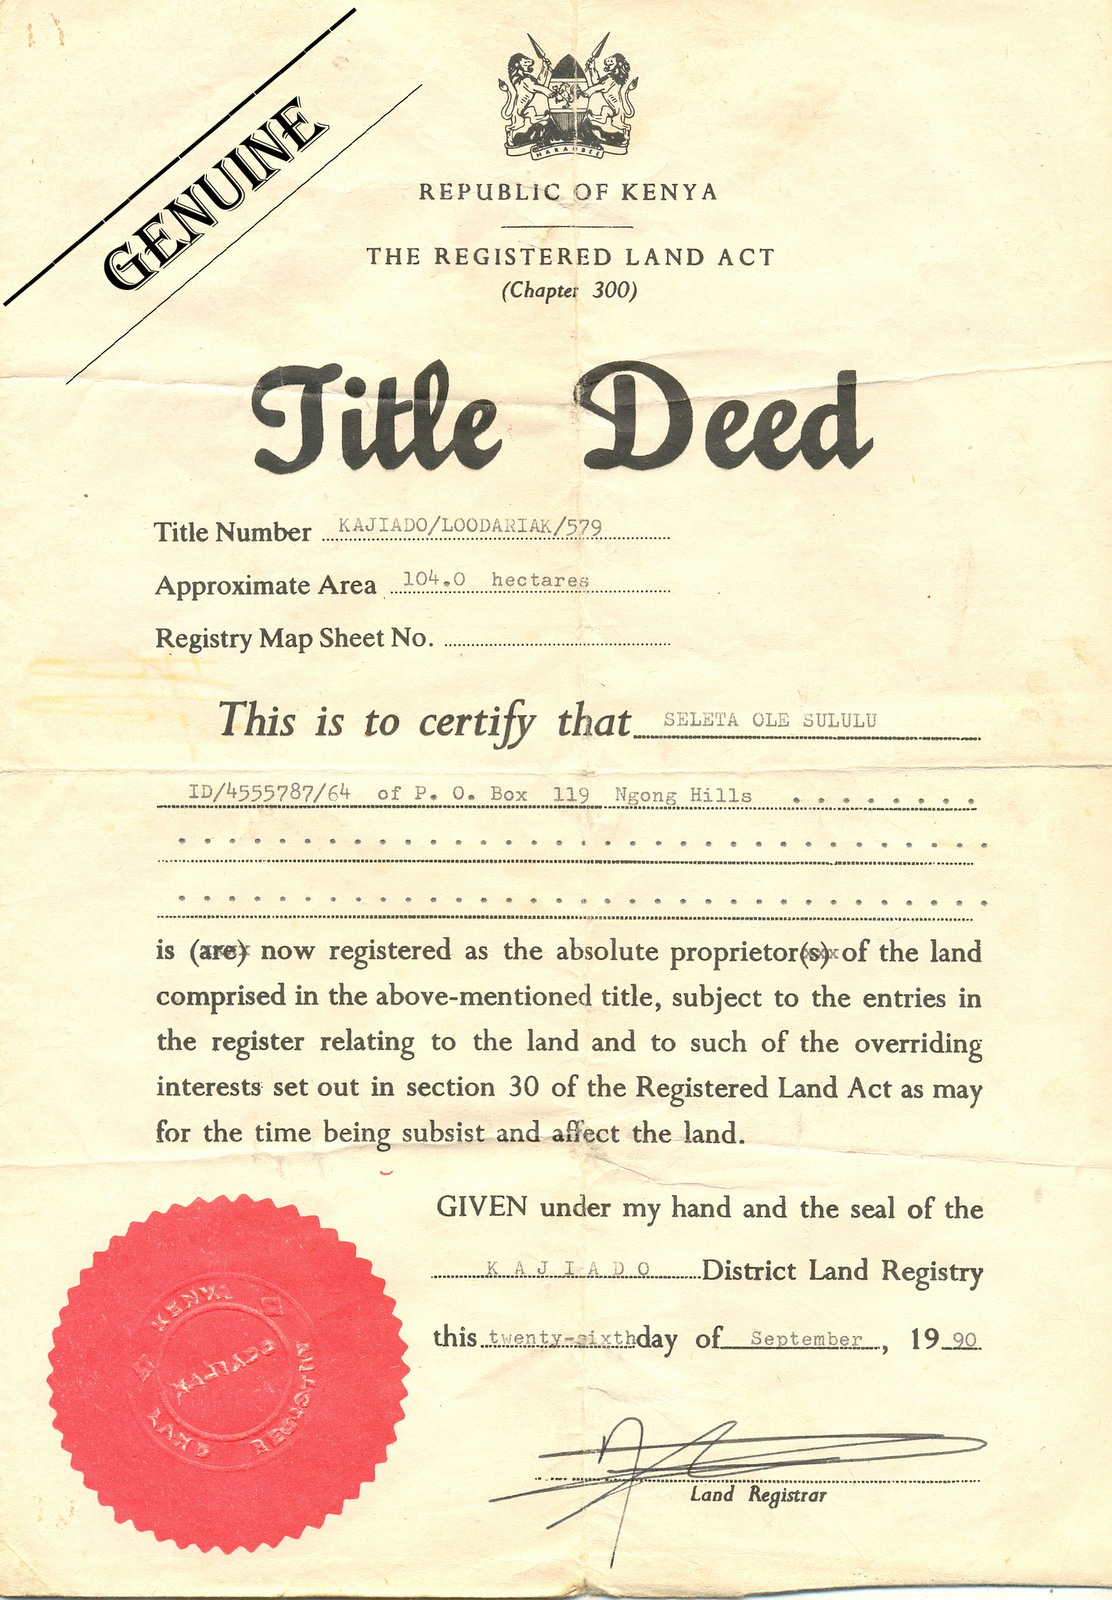 GENUINE
HARAMBEE
REPUBLIC OF KENYA
THE REGISTERED LAND ACT
(Chapter 300)
Title Deed
Title Number KAJIADO/LOODARIAK/579
Approximate Area 104.0 hectares
Registry Map Sheet No.
This is to certify that SELETA OLE SULULU
ID/4555787/64 of P. O. Box 119 Ngong Hills
is (are) now registered as the absolute proprietor(s) of the land
comprised in the above-mentioned title, subject to the entries in
the register relating to the land and to such of the overriding
interests set out in section 30 of the Registered Land Act as may
for the time being subsist and affect the land.
GIVEN under my hand and the seal of the
KAJIADO District Land Registry
this twenty-sixth day of September, 19 90
Land Registrar
KENYA